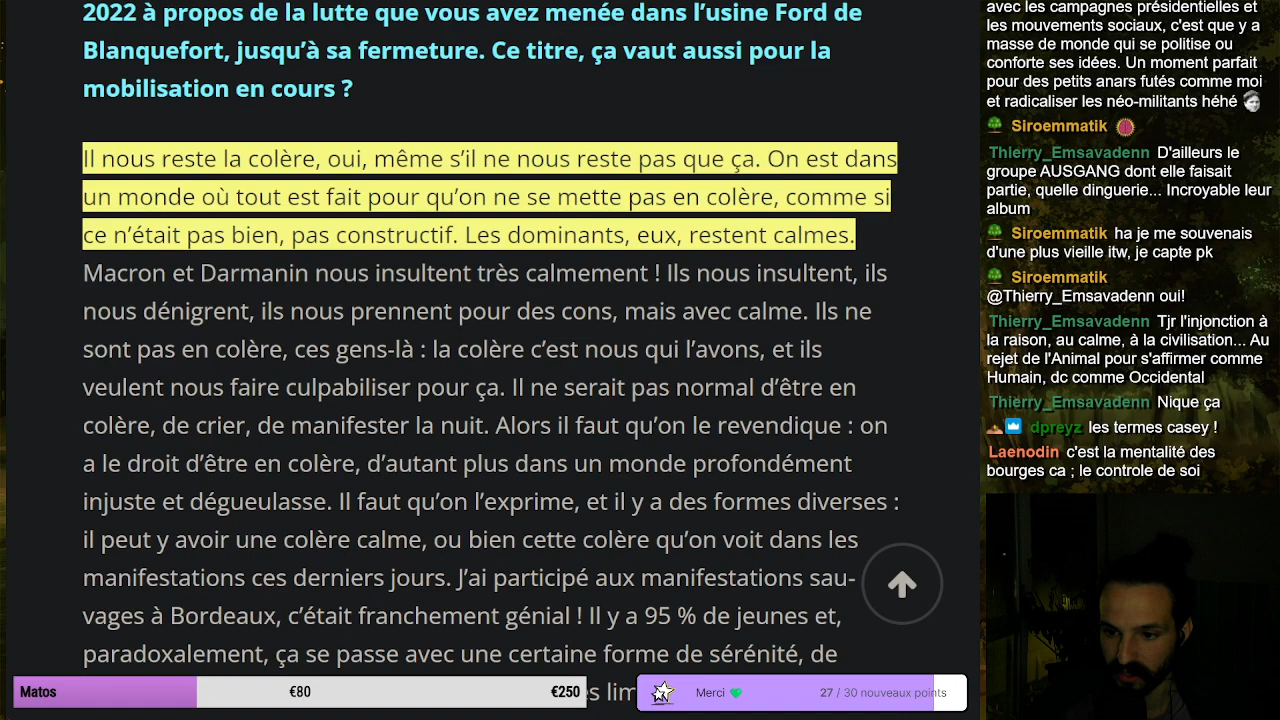 2022 à propos de la lutte que vous avez menée dans l’usine Ford de
Blanquefort, jusqu’à sa fermeture. Ce titre, ça vaut aussi pour la
mobilisation en cours ?
Il nous reste la colère, oui, même s’il ne nous reste pas que ça. On est dans
un monde où tout est fait pour qu’on ne se mette pas en colère, comme si
ce n’était pas bien, pas constructif. Les dominants, eux, restent calmes.
Macron et Darmanin nous insultent très calmement ! Ils nous insultent, ils
nous dénigrent, ils nous prennent pour des cons, mais avec calme. Ils ne
sont pas en colère, ces gens-là : la colère c’est nous qui l’avons, et ils
veulent nous faire culpabiliser pour ça. Il ne serait pas normal d’être en
colère, de crier, de manifester la nuit. Alors il faut qu’on le revendique : on
a le droit d’être en colère, d’autant plus dans un monde profondément
injuste et dégueulasse. Il faut qu’on l’exprime, et il y a des formes diverses :
il peut y avoir une colère calme, ou bien cette colère qu’on voit dans les
manifestations ces derniers jours. J’ai participé aux manifestations sau-
vages à Bordeaux, c’était franchement génial ! Il y a 95 % de jeunes et,
paradoxalement, ça se passe avec une certaine forme de sérénité, de
Matos €80 €250
Merci 27 / 30 nouveaux points
avec les campagnes présidentielles et
les mouvements sociaux, c'est que y a
masse de monde qui se politise ou
conforte ses idées. Un moment parfait
pour des petits anars futés comme moi
et radicaliser les néo-militants héhé
Siroemmatik
Thierry_Emsavadenn D'ailleurs le
groupe AUSGANG dont elle faisait
partie, quelle dinguerie... Incroyable leur
album
Siroemmatik ha je me souvenais
d'une plus vieille itw, je capte pk
Siroemmatik
@Thierry_Emsavadenn oui!
Thierry_Emsavadenn Tjr l'injonction à
la raison, au calme, à la civilisation... Au
rejet de l'Animal pour s'affirmer comme
Humain, dc comme Occidental
Thierry_Emsavadenn Nique ça
dpreyz les termes casey !
Laenodin c'est la mentalité des
bourges ca ; le controle de soi